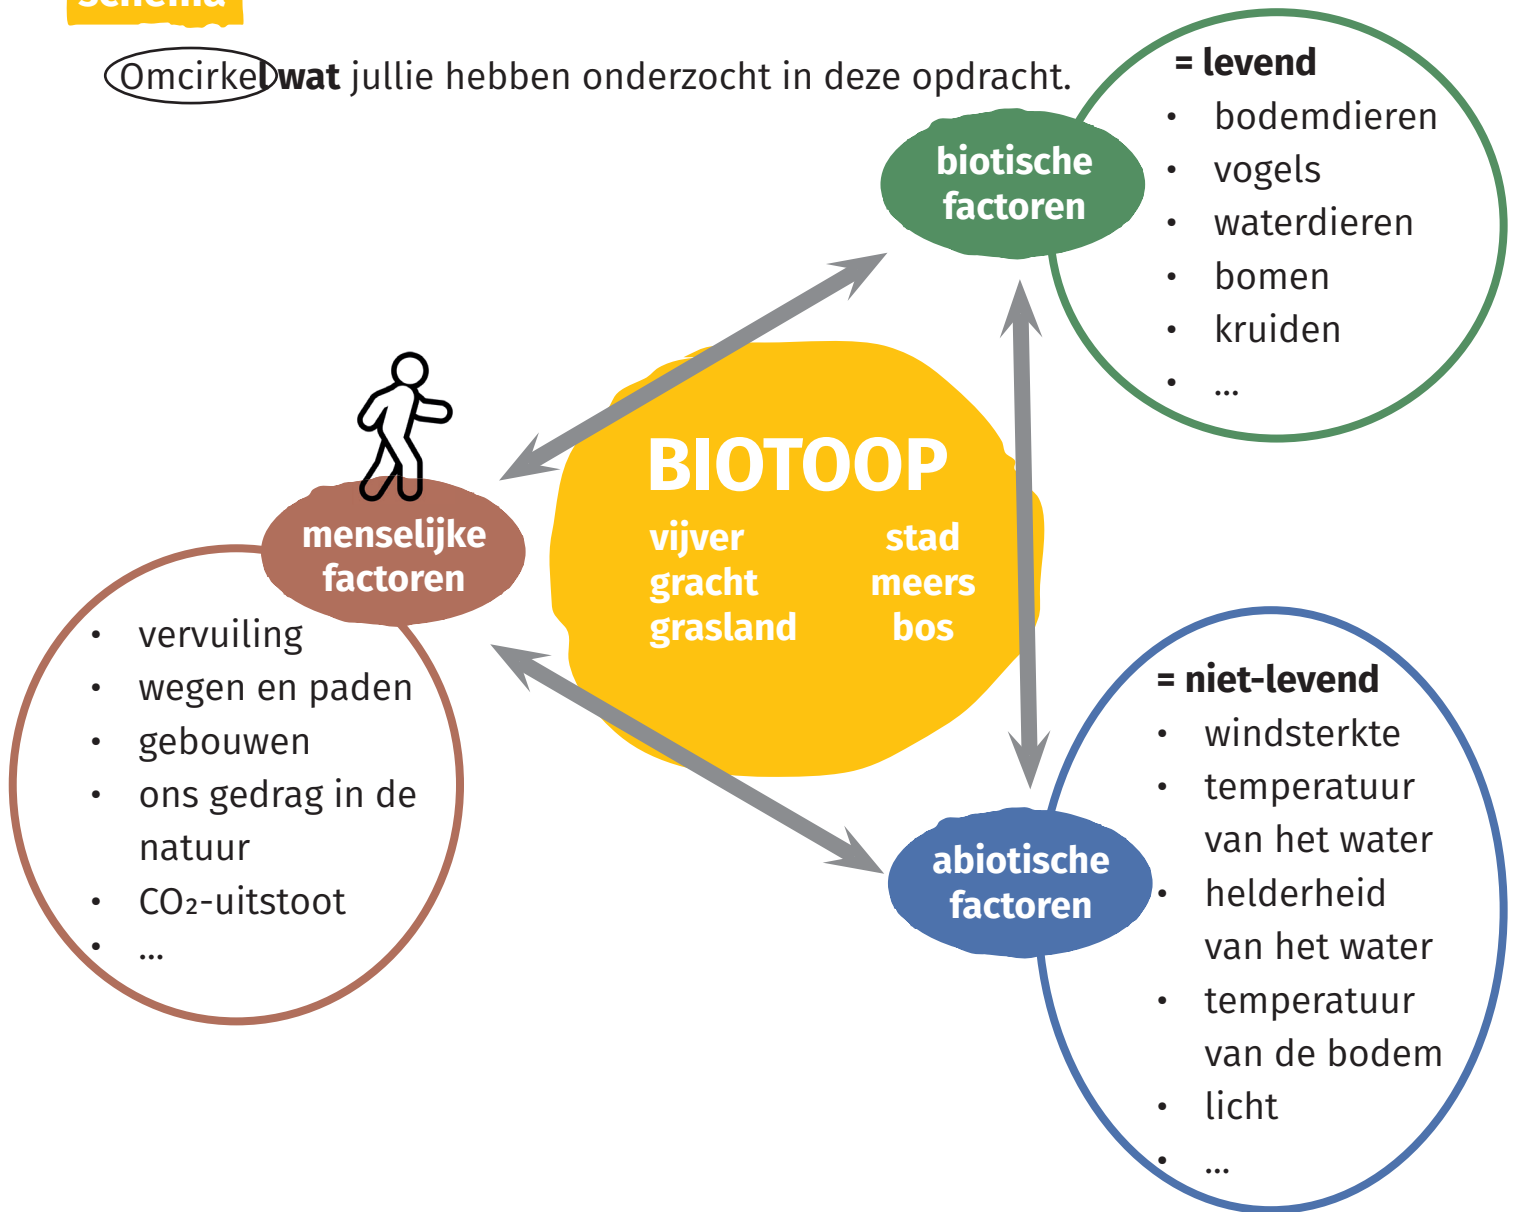 schema
Omcirkel wat jullie hebben onderzocht in deze opdracht.
= levend
• bodemdieren
• vogels
• waterdieren
• bomen
• kruiden
• ...
biotische
factoren
BIOTOOP
vijver stad
gracht meers
grasland bos
menselijke
factoren
• vervuiling
• wegen en paden
• gebouwen
• ons gedrag in de
natuur
• CO₂-uitstoot
• ...
abiotische
factoren
= niet-levend
• windsterkte
• temperatuur
van het water
• helderheid
van het water
• temperatuur
van de bodem
• licht
• ...